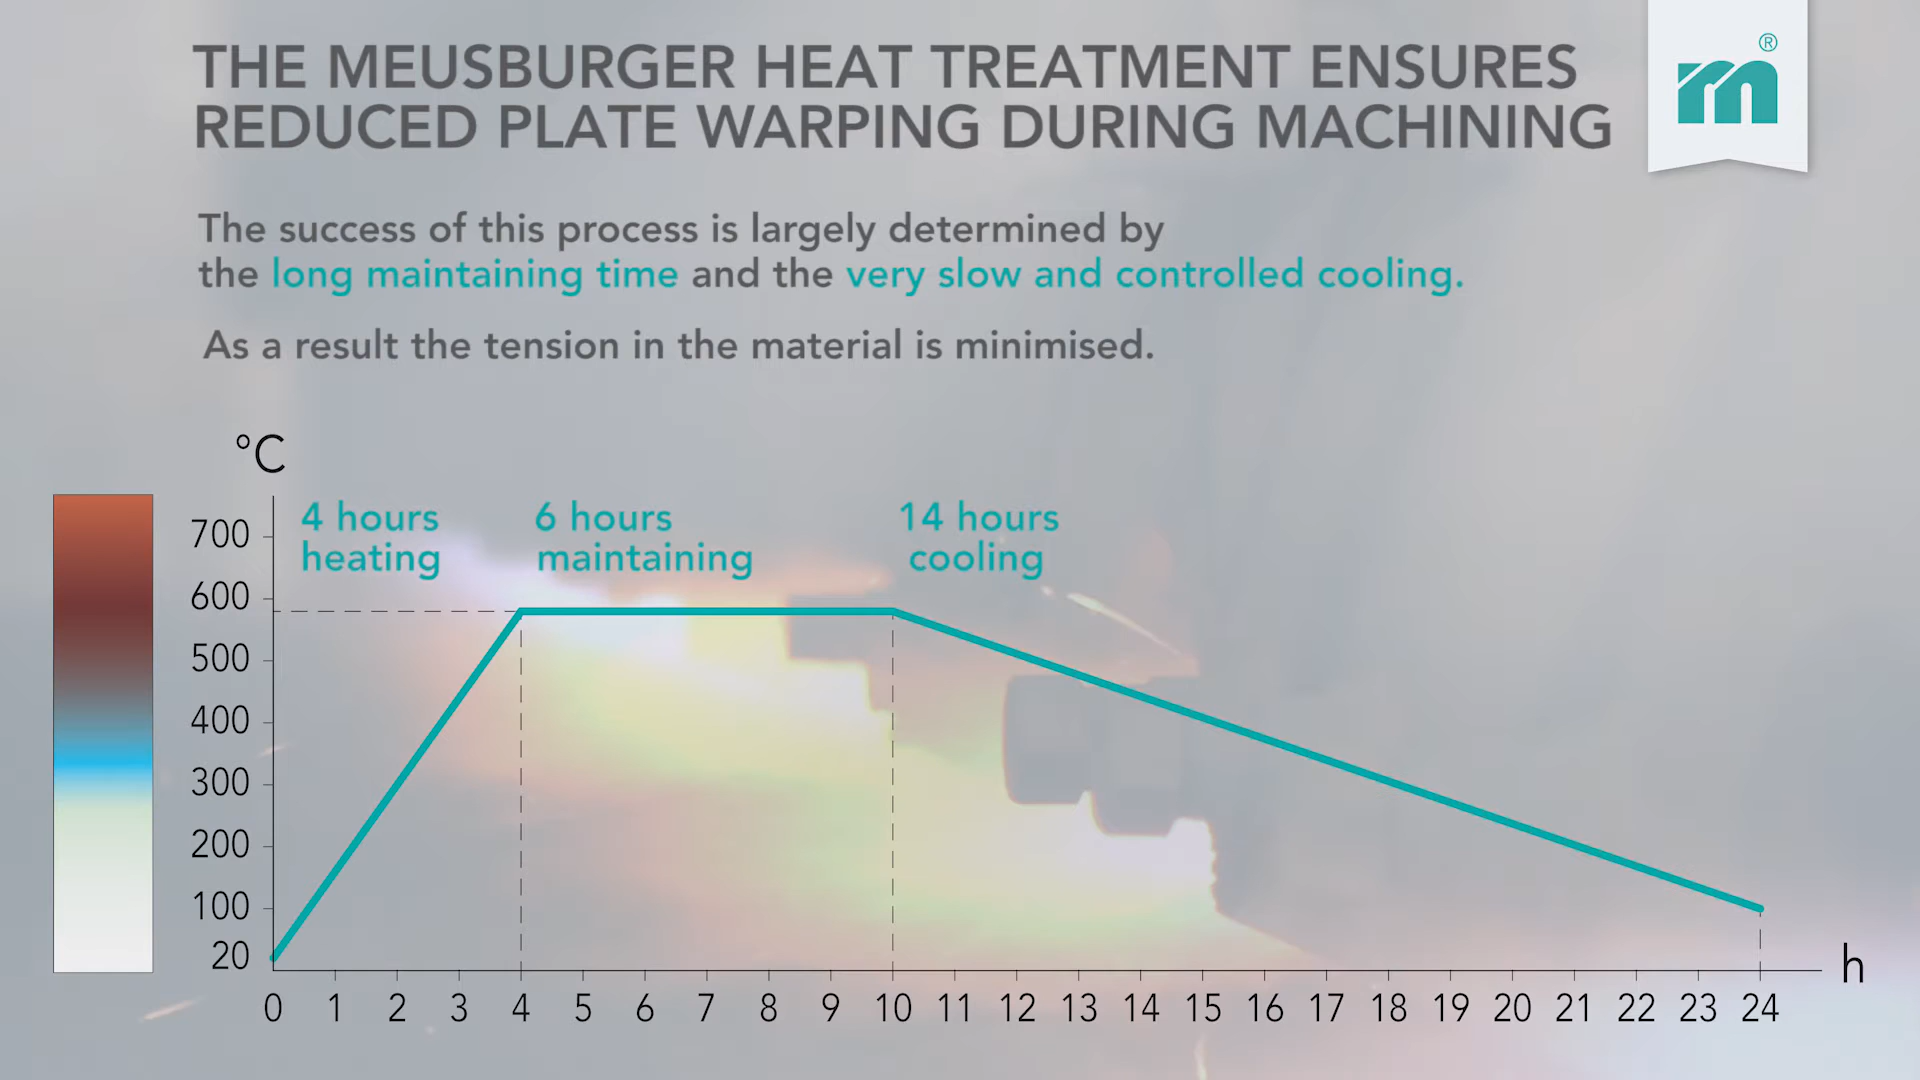 THE MEUSBURGER HEAT TREATMENT ENSURES
REDUCED PLATE WARPING DURING MACHINING
m®
The success of this process is largely determined by
the long maintaining time and the very slow and controlled cooling.
As a result the tension in the material is minimised.
°C
4 hours
heating
6 hours
maintaining
14 hours
cooling
700
600
500
400
300
200
100
20
h
0 1 2 3 4 5 6 7 8 9 10 11 12 13 14 15 16 17 18 19 20 21 22 23 24